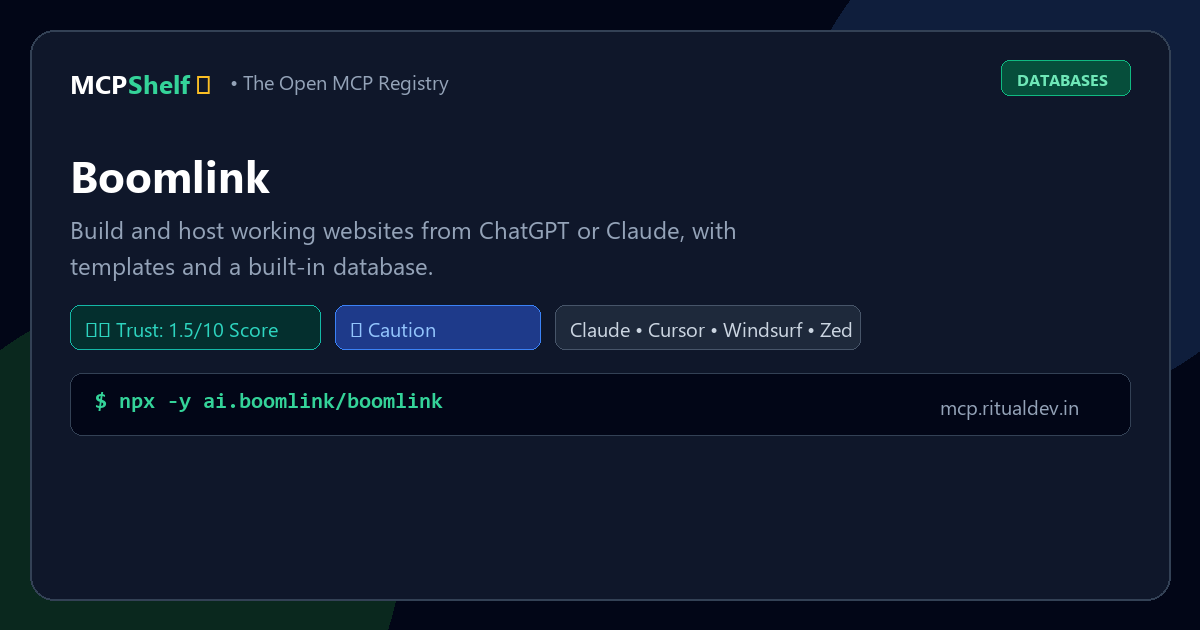 MCPShelf • The Open MCP Registry
DATABASES
Boomlink
Build and host working websites from ChatGPT or Claude, with
templates and a built-in database.
Trust: 1.5/10 Score
Caution
Claude • Cursor • Windsurf • Zed
$ npx -y ai.boomlink/boomlink
mcp.ritualdev.in